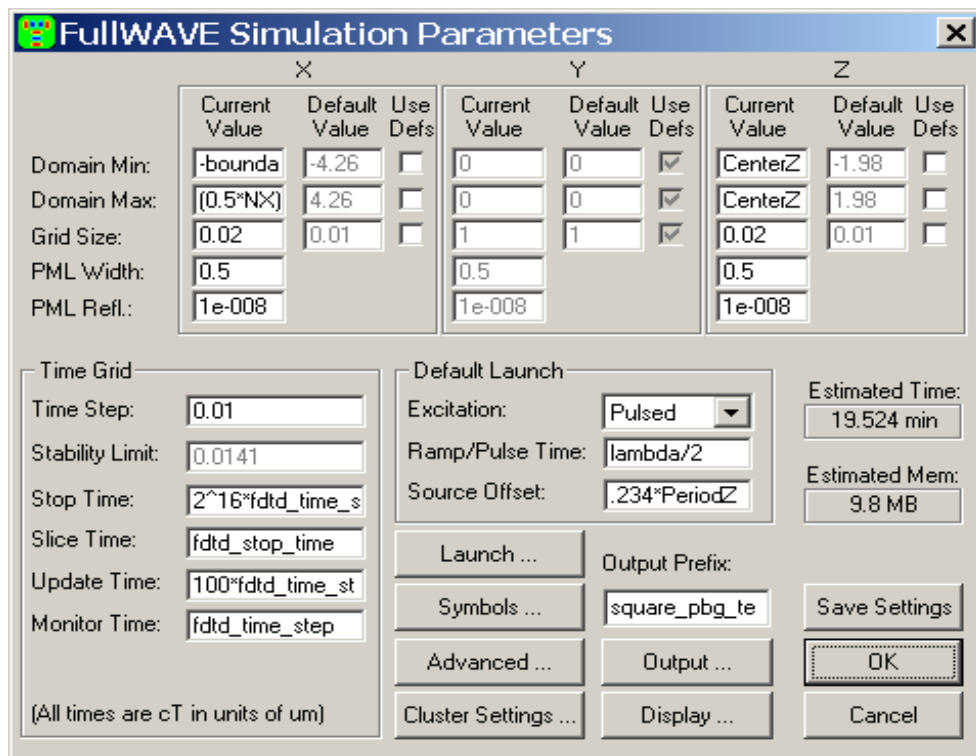 FullWAVE Simulation Parameters
X Y Z
Current Value Default Value Use Defs Current Value Default Value Use Defs Current Value Default Value Use Defs
Domain Min: -bounda -4.26 0 0 CenterZ -1.98
Domain Max: (0.5*NX) 4.26 0 0 CenterZ 1.98
Grid Size: 0.02 0.01 1 1 0.02 0.01
PML Width: 0.5 0.5 0.5
PML Refl.: 1e-008 1e-008 1e-008
Time Grid
Time Step: 0.01
Stability Limit: 0.0141
Stop Time: 2^16*fdtd_time_s
Slice Time: fdtd_stop_time
Update Time: 100*fdtd_time_st
Monitor Time: fdtd_time_step
(All times are cT in units of um)
Default Launch
Excitation: Pulsed
Ramp/Pulse Time: lambda/2
Source Offset: .234*PeriodZ
Estimated Time:
19.524 min
Estimated Mem:
9.8 MB
Launch ...
Output Prefix:
Symbols ...
square_pbg_te
Save Settings
Advanced ...
Output ...
OK
Cluster Settings ...
Display ...
Cancel